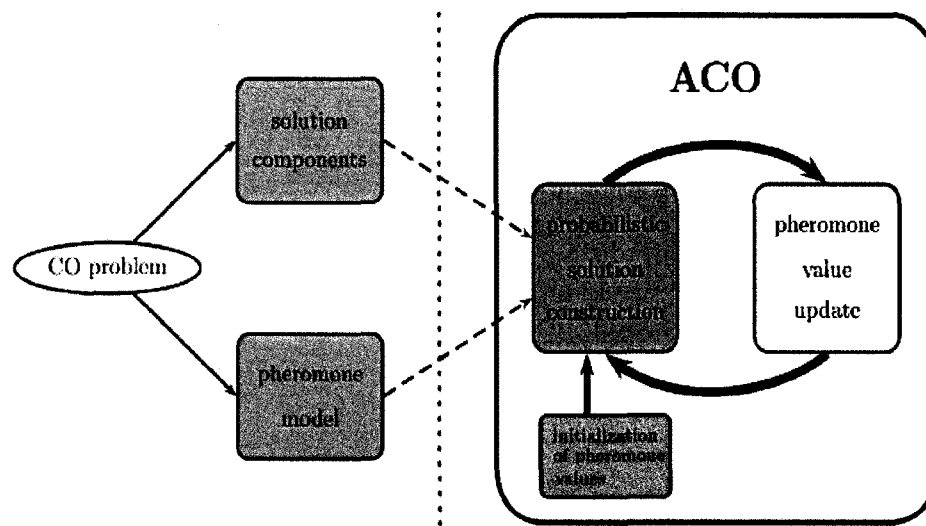 ACO
solution
components
probabilistic
solution
construction
pheromone
value
update
CO problem
pheromone
model
initialization
of pheromone
values